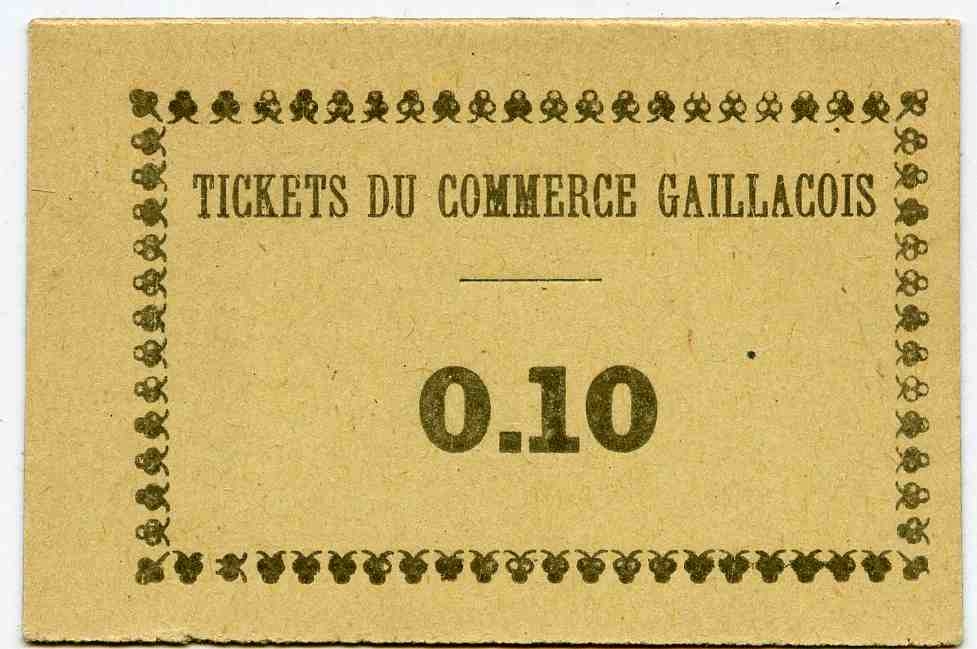 TICKETS DU COMMERCE GAILLACOIS
0.10